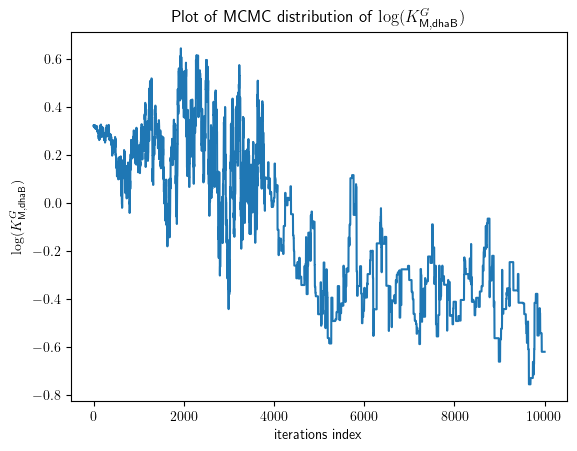 Plot of MCMC distribution of log(K^G_{M,dhaB})
log(K^G_{M,dhaB})
0.6
0.4
0.2
0.0
−0.2
−0.4
−0.6
−0.8
0 2000 4000 6000 8000 10000
iterations index